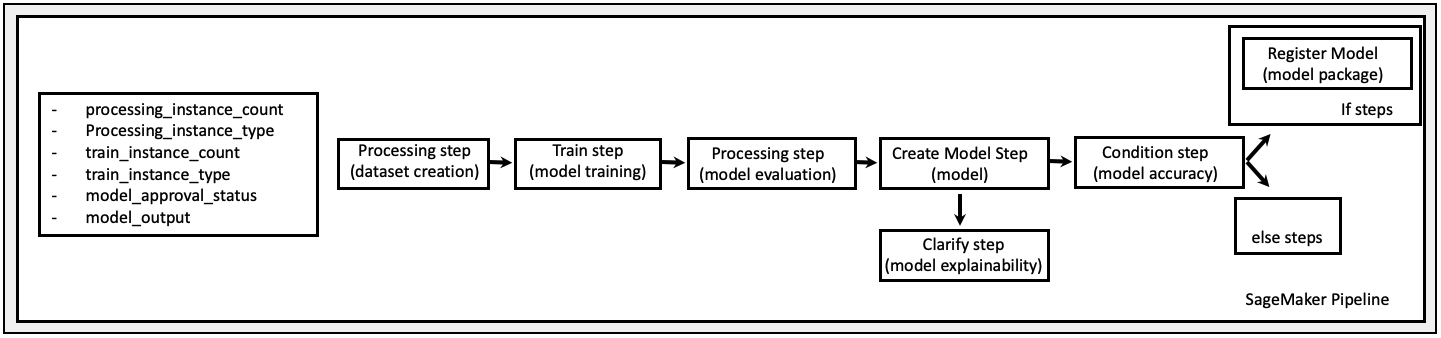 - processing_instance_count
- Processing_instance_type
- train_instance_count
- train_instance_type
- model_approval_status
- model_output
Processing step
(dataset creation)
Train step
(model training)
Processing step
(model evaluation)
Create Model Step
(model)
Clarify step
(model explainability)
Condition step
(model accuracy)
Register Model
(model package)
If steps
else steps
SageMaker Pipeline